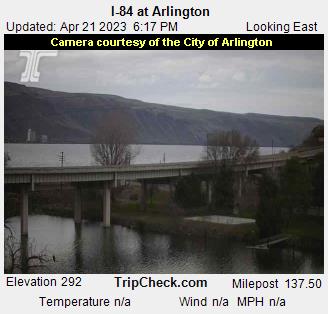 I-84 at Arlington
Updated: Apr 21 2023 6:17 PM Looking East
Camera courtesy of the City of Arlington
Elevation 292 TripCheck.com Milepost 137.50
Temperature n/a Wind n/a MPH n/a